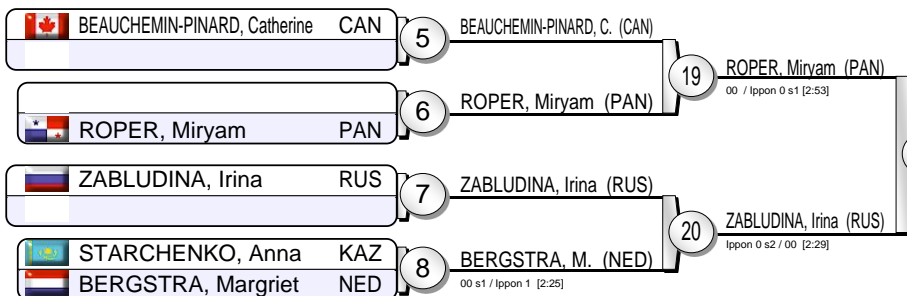 BEAUCHEMIN-PINARD, Catherine CAN
5
BEAUCHEMIN-PINARD, C. (CAN)
19
ROPER, Miryam (PAN)
00 / Ippon 0 s1 [2:53]
6
ROPER, Miryam (PAN)
ROPER, Miryam PAN
ZABLUDINA, Irina RUS
7
ZABLUDINA, Irina (RUS)
20
ZABLUDINA, Irina (RUS)
Ippon 0 s2 / 00 [2:29]
STARCHENKO, Anna KAZ
8
BERGSTRA, M. (NED)
00 s1 / Ippon 1 [2:25]
BERGSTRA, Margriet NED